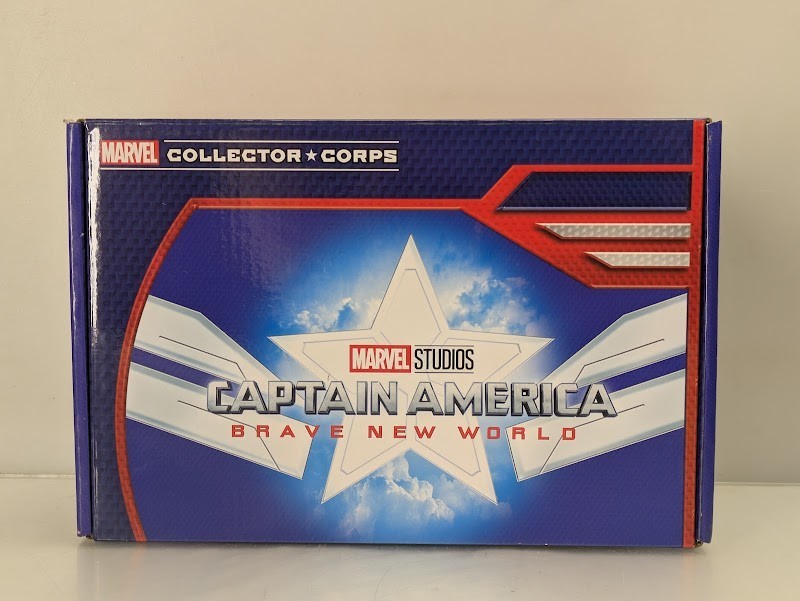 MARVEL COLLECTOR★CORPS
MARVEL STUDIOS
CAPTAIN AMERICA
BRAVE NEW WORLD